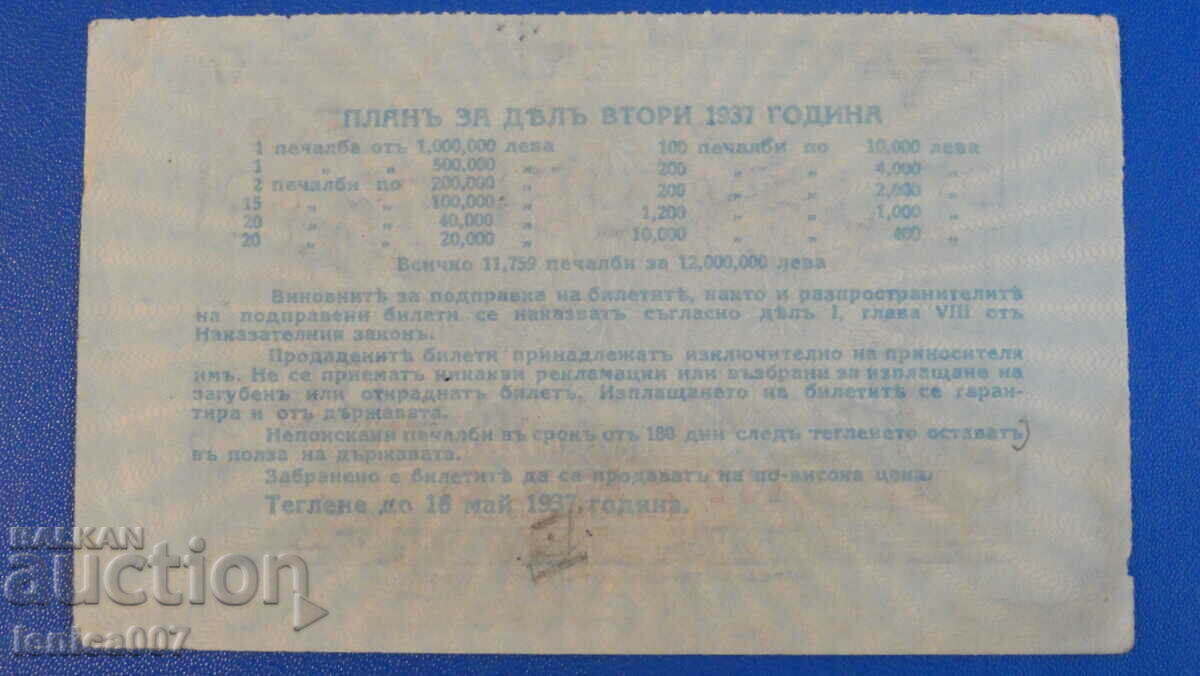 ПЛАНЪ ЗА ДѢЛЪ ВТОРИ 1937 ГОДИНА
1 печалба отъ 1,000,000 лева
1 „ „ 500,000 „
2 печалби по 200,000 „
15 „ „ 100,000 „
20 „ „ 40,000 „
20 „ „ 20,000 „
100 печалби по 10,000 лева
200 „ „ 4,000 „
200 „ „ 2,000 „
1,200 „ „ 1,000 „
10,000 „ „ 400 „
Всичко 11,759 печалби за 12,000,000 лева
Виновнитѣ за подправка на билетитѣ, както и разпространителитѣ
на подправени билети се наказватъ съгласно дѣлъ I, глава VIII отъ
Наказателния законъ.
Продаденитѣ билети принадлежатъ изключително на приносителя
имъ. Не се приематъ никакви рекламации или възбрани за изплащане на
загубенъ или откраднатъ билетъ. Изплащането на билетитѣ се гаран-
тира и отъ държавата.
Непоискани печалби въ срокъ отъ 180 дни следъ тегленето оставатъ
въ полза на държавата.
Забранено е билетитѣ да се продаватъ на по-висока цена.
Теглене до 16 май 1937 година.
BALKAN
auction
lenica007